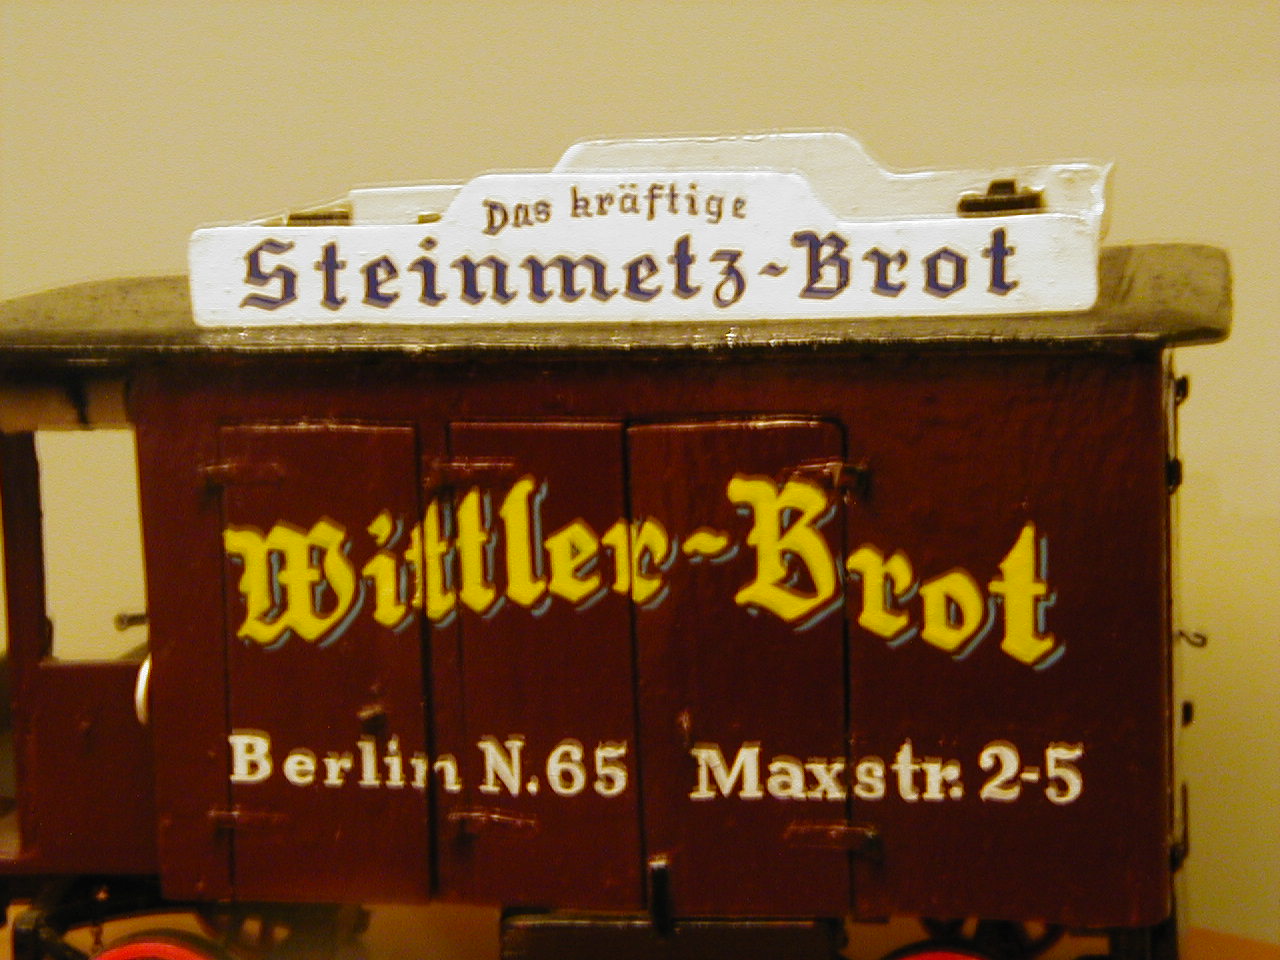 Das kräftige
Steinmetz-Brot
Wittler-Brot
Berlin N.65 Maxstr. 2-5